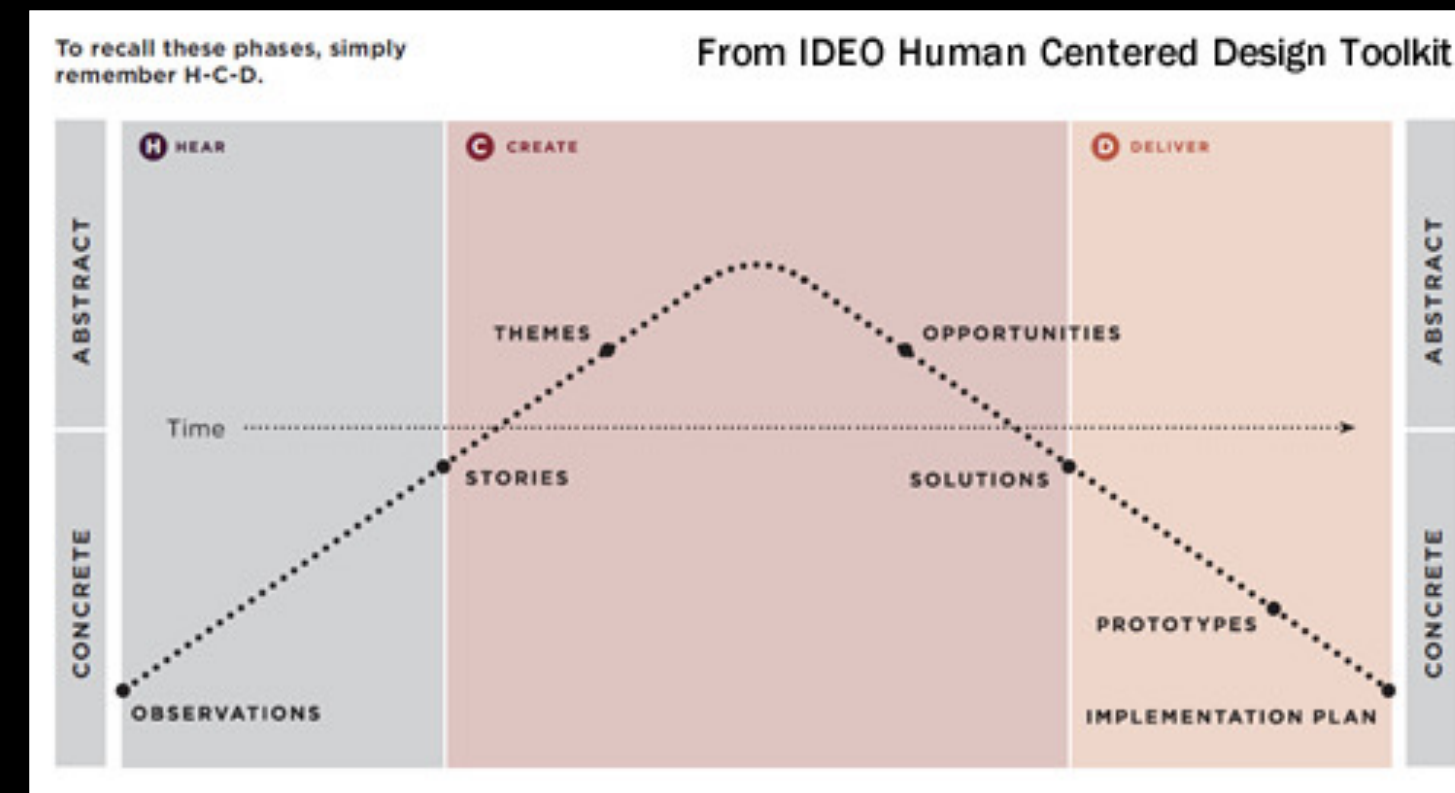 To recall these phases, simply
remember H-C-D.
From IDEO Human Centered Design Toolkit
H HEAR
C CREATE
D DELIVER
ABSTRACT
ABSTRACT
THEMES
OPPORTUNITIES
Time
STORIES
SOLUTIONS
CONCRETE
CONCRETE
PROTOTYPES
OBSERVATIONS
IMPLEMENTATION PLAN